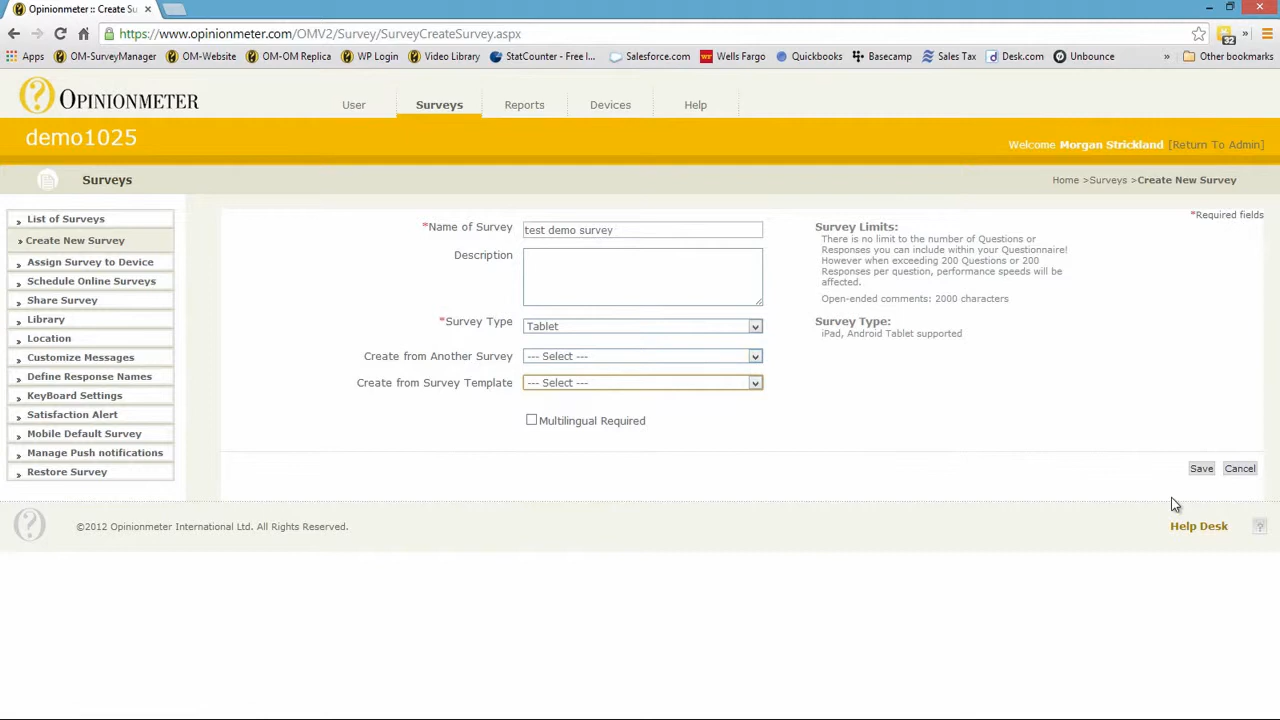 Opinionmeter :: Create Su
https://www.opinionmeter.com/OMV2/Survey/SurveyCreateSurvey.aspx
92
Apps OM-SurveyManager OM-Website OM-OM Replica WP Login Video Library StatCounter - Free I... Salesforce.com Wells Fargo Quickbooks Basecamp Sales Tax Desk.com Unbounce » Other bookmarks
OPINIONMETER
User Surveys Reports Devices Help
demo1025
Welcome Morgan Strickland [Return To Admin]
Surveys
Home >Surveys >Create New Survey
*Required fields
List of Surveys
Create New Survey
Assign Survey to Device
Schedule Online Surveys
Share Survey
Library
Location
Customize Messages
Define Response Names
KeyBoard Settings
Satisfaction Alert
Mobile Default Survey
Manage Push notifications
Restore Survey
*Name of Survey test demo survey
Description
*Survey Type Tablet
Create from Another Survey --- Select ---
Create from Survey Template --- Select ---
Multilingual Required
Survey Limits:
There is no limit to the number of Questions or
Responses you can include within your Questionnaire!
However when exceeding 200 Questions or 200
Responses per question, performance speeds will be
affected.
Open-ended comments: 2000 characters
Survey Type:
iPad, Android Tablet supported
Save Cancel
©2012 Opinionmeter International Ltd. All Rights Reserved.
Help Desk ?